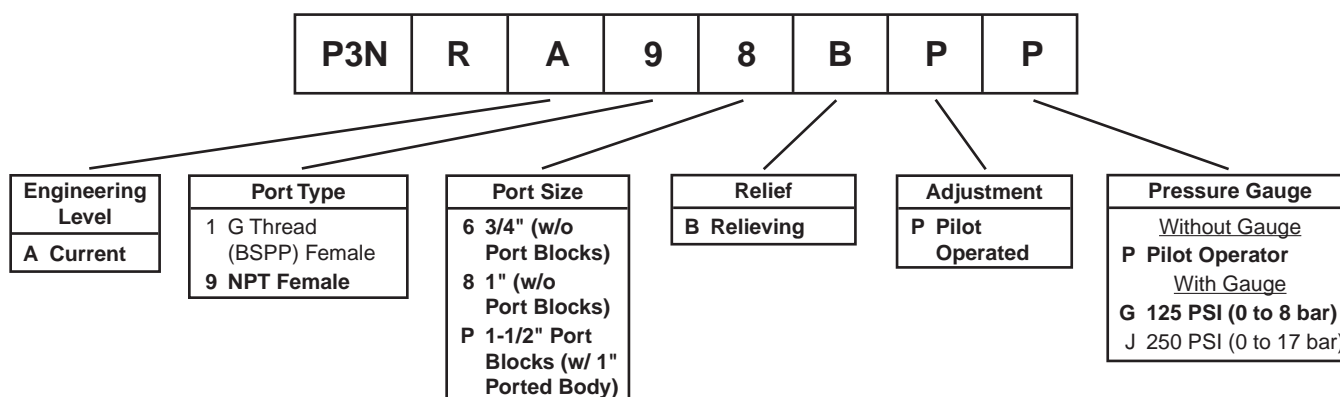 P3N R A 9 8 B P P
Engineering
Level
A Current
Port Type
1 G Thread
(BSPP) Female
9 NPT Female
Port Size
6 3/4" (w/o
Port Blocks)
8 1" (w/o
Port Blocks)
P 1-1/2" Port
Blocks (w/ 1"
Ported Body)
Relief
B Relieving
Adjustment
P Pilot
Operated
Pressure Gauge
Without Gauge
P Pilot Operator
With Gauge
G 125 PSI (0 to 8 bar)
J 250 PSI (0 to 17 bar)